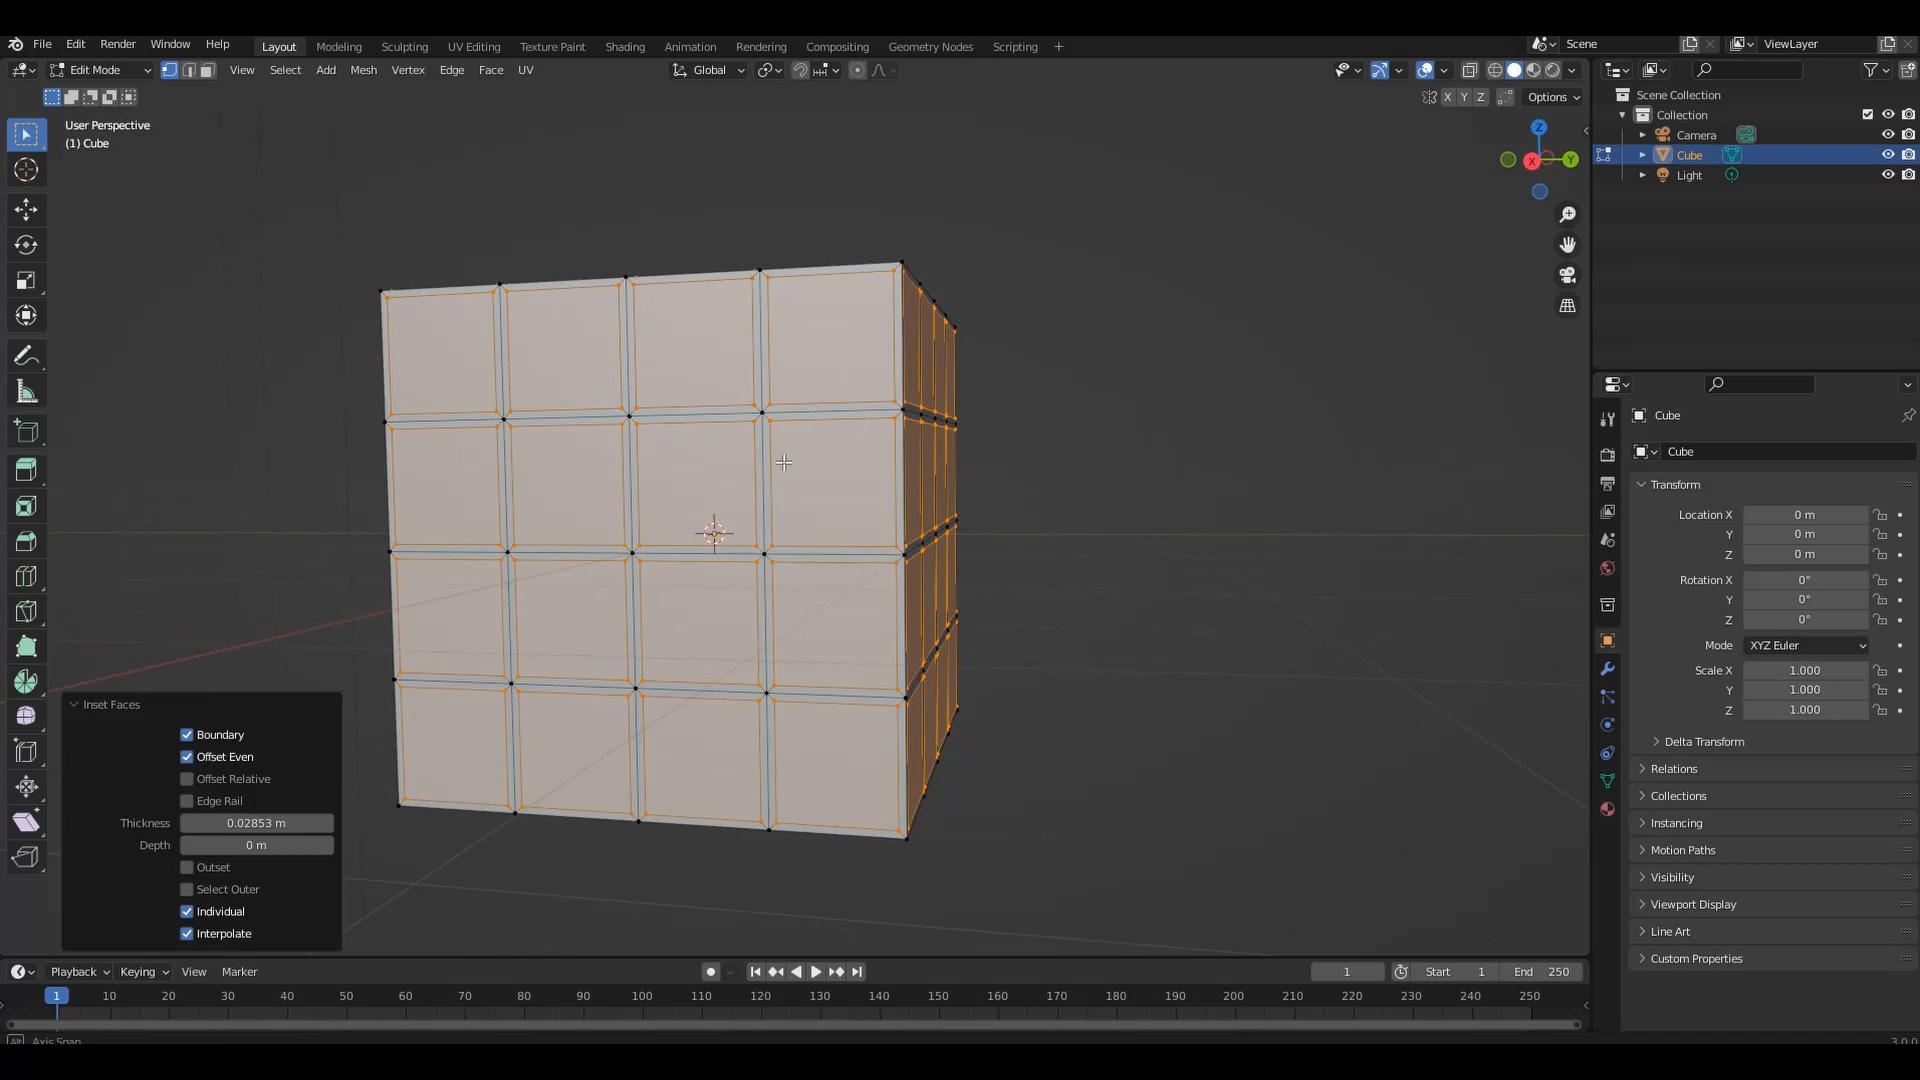 File Edit Render Window Help Layout Modeling Sculpting UV Editing Texture Paint Shading Animation Rendering Compositing Geometry Nodes Scripting + Scene ViewLayer
Edit Mode View Select Add Mesh Vertex Edge Face UV Global
X Y Z Options
User Perspective
(1) Cube
Z
X
Y
Scene Collection
Collection
Camera
Cube
Light
Cube
Cube
Transform
Location X 0 m
Y 0 m
Z 0 m
Rotation X 0°
Y 0°
Z 0°
Mode XYZ Euler
Scale X 1.000
Y 1.000
Z 1.000
Delta Transform
Relations
Collections
Instancing
Motion Paths
Visibility
Viewport Display
Line Art
Custom Properties
Inset Faces
Boundary
Offset Even
Offset Relative
Edge Rail
Thickness 0.02853 m
Depth 0 m
Outset
Select Outer
Individual
Interpolate
Playback Keying View Marker 1 Start 1 End 250
1 10 20 30 40 50 60 70 80 90 100 110 120 130 140 150 160 170 180 190 200 210 220 230 240 250
Alt Axis Snap 3.0.0